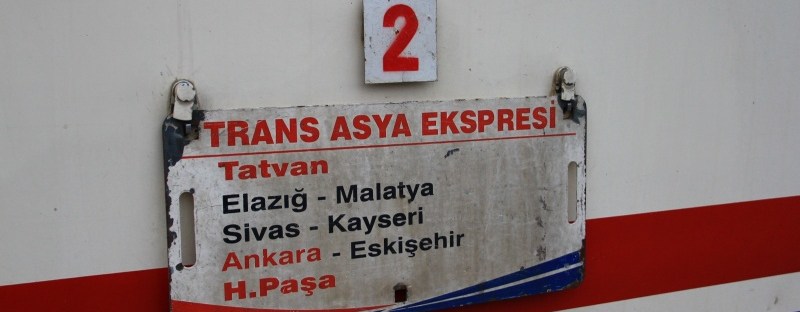 2
TRANS ASYA EKSPRESİ
Tatvan
Elazığ - Malatya
Sivas - Kayseri
Ankara - Eskişehir
H.Paşa